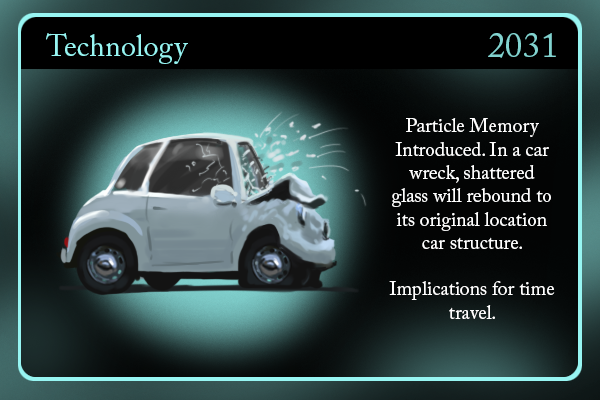 Technology
2031
Particle Memory
Introduced. In a car
wreck, shattered
glass will rebound to
its original location
car structure.
Implications for time
travel.